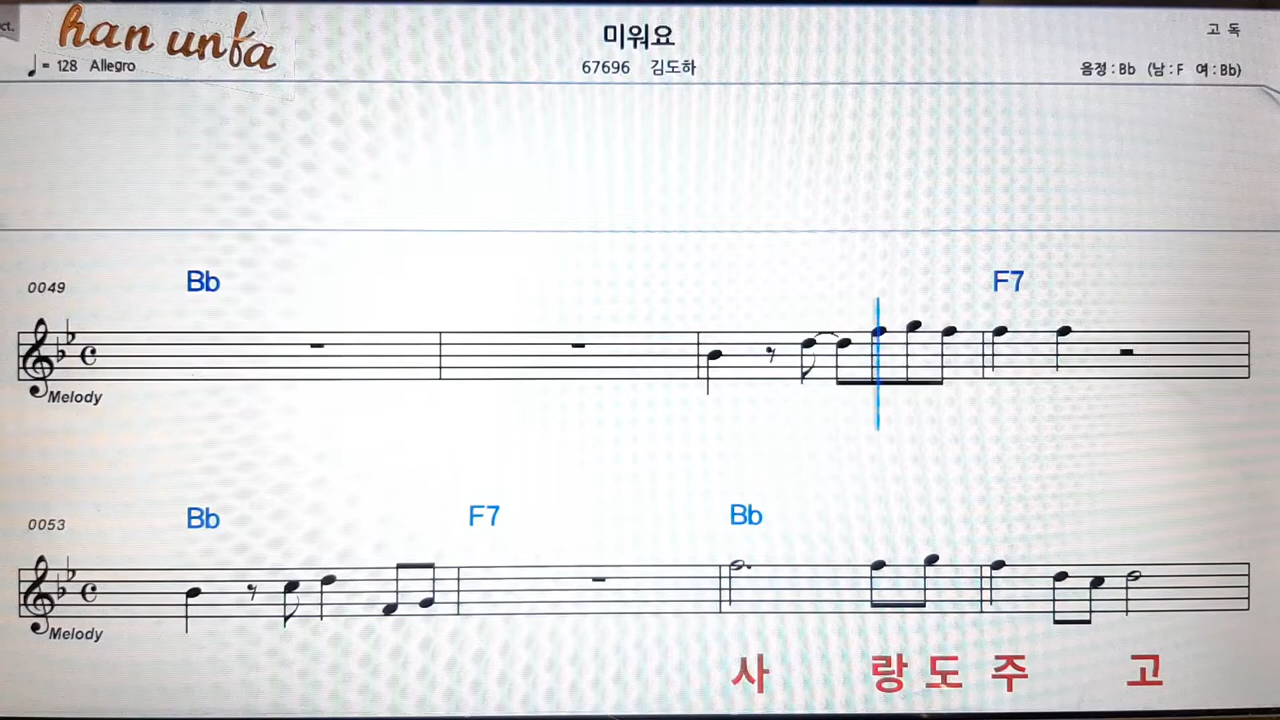 ct.
han unfa
미워요
고 독
♩= 128 Allegro
67696 김도하
음정 : Bb (남 : F 여 : Bb)
0049 Bb F7
Melody
0053 Bb F7 Bb
Melody
사 랑 도 주 고